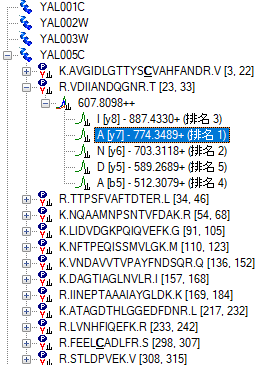 YAL001C
YAL002W
YAL003W
YAL005C
K.AVGIDLGTTYSCVAHFANDR.V [3, 22]
R.VDIIANDQGNR.T [23, 33]
607.8098++
I [y8] - 887.4330+ (排名 3)
A [y7] - 774.3489+ (排名 1)
N [y6] - 703.3118+ (排名 2)
D [y5] - 589.2689+ (排名 5)
A [b5] - 512.3079+ (排名 4)
R.TTPSFVAFTDTER.L [34, 46]
K.NQAAMNPSNTVFDAK.R [54, 68]
K.LIDVDGKPQIQVEFK.G [91, 105]
K.NFTPEQISSMVLGK.M [110, 123]
K.VNDAVVTVPAYFNDSQR.Q [136, 152]
K.DAGTIAGLNVLR.I [157, 168]
R.IINEPTAAAIAYGLDK.K [169, 184]
K.ATAGDTHLGGEDFDNR.L [217, 232]
R.LVNHFIQEFK.R [233, 242]
R.FEELCADLFR.S [298, 307]
R.STLDPVEK.V [308, 315]